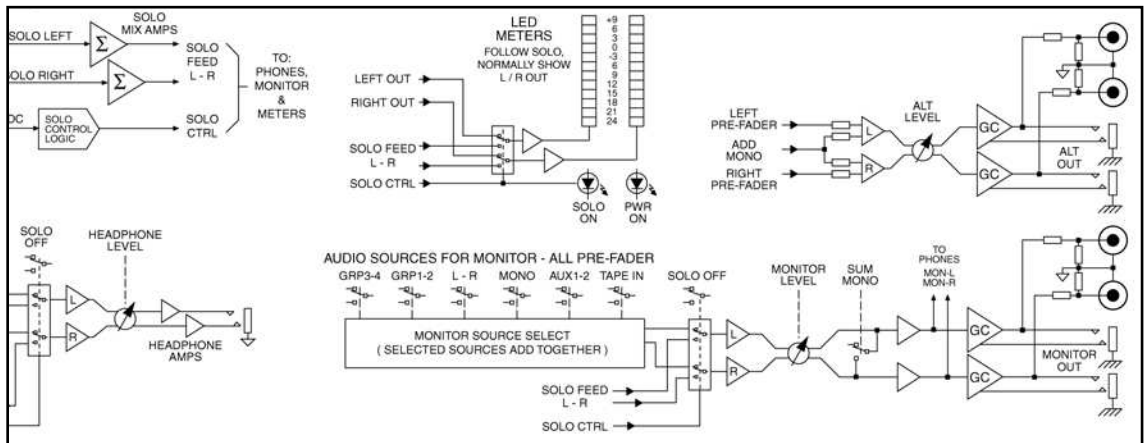 SOLO
MIX AMPS
SOLO LEFT
Σ
SOLO RIGHT
Σ
SOLO
FEED
L - R
TO:
PHONES,
MONITOR
&
METERS
SOLO
CONTROL
LOGIC
SOLO
CTRL
LED
METERS
FOLLOW SOLO,
NORMALLY SHOW
L / R OUT
+9
6
3
0
-3
6
9
12
15
18
21
24
LEFT OUT
RIGHT OUT
SOLO FEED
L - R
SOLO CTRL
SOLO
ON
PWR
ON
LEFT
PRE-FADER
ADD
MONO
RIGHT
PRE-FADER
L
R
ALT
LEVEL
GC
GC
ALT
OUT
SOLO
OFF
HEADPHONE
LEVEL
L
R
HEADPHONE
AMPS
AUDIO SOURCES FOR MONITOR - ALL PRE-FADER
GRP3-4 GRP1-2 L - R MONO AUX1-2 TAPE IN
SOLO OFF
MONITOR SOURCE SELECT
( SELECTED SOURCES ADD TOGETHER )
SOLO FEED
L - R
SOLO CTRL
L
R
MONITOR
LEVEL
SUM
MONO
TO
PHONES
MON-L
MON-R
GC
GC
MONITOR
OUT